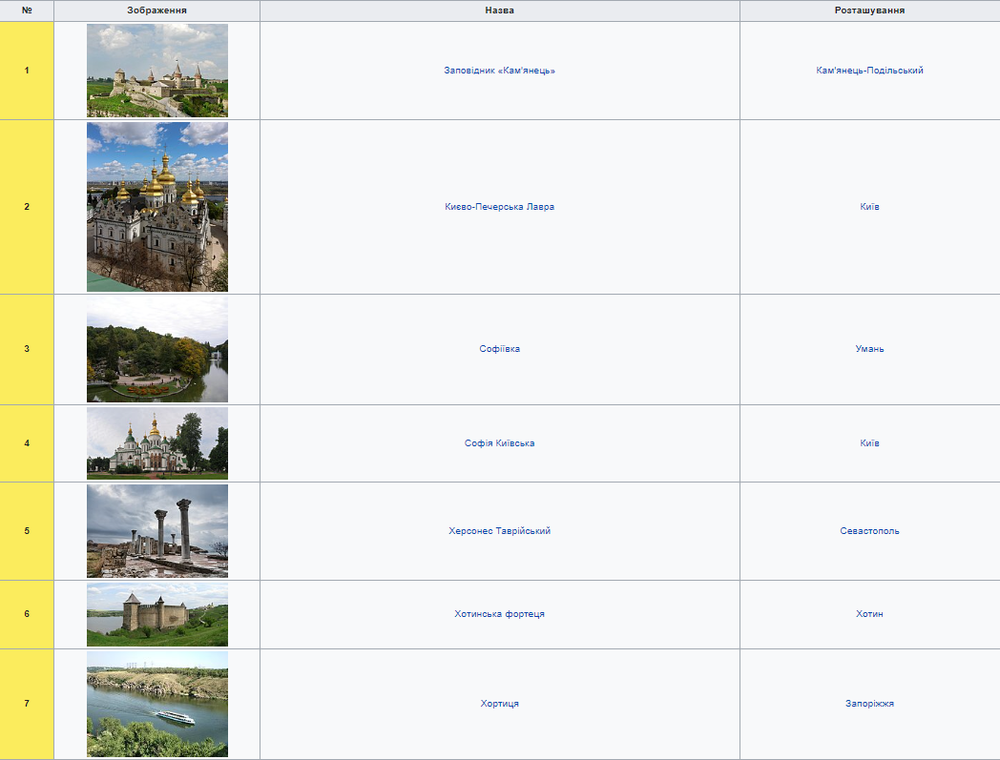 № Зображення Назва Розташування
1 Заповідник «Кам'янець» Кам'янець-Подільський
2 Києво-Печерська Лавра Київ
3 Софіївка Умань
4 Софія Київська Київ
5 Херсонес Таврійський Севастополь
6 Хотинська фортеця Хотин
7 Хортиця Запоріжжя